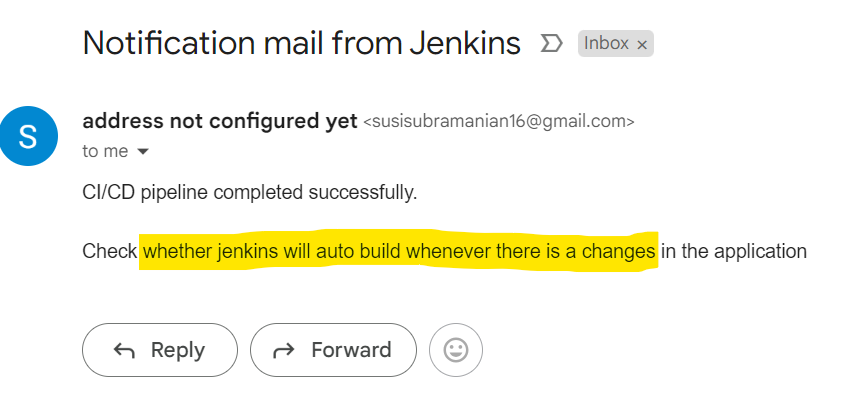 Notification mail from Jenkins Inbox ×
S
address not configured yet <susisubramanian16@gmail.com>
to me
CI/CD pipeline completed successfully.
Check whether jenkins will auto build whenever there is a changes in the application
Reply Forward